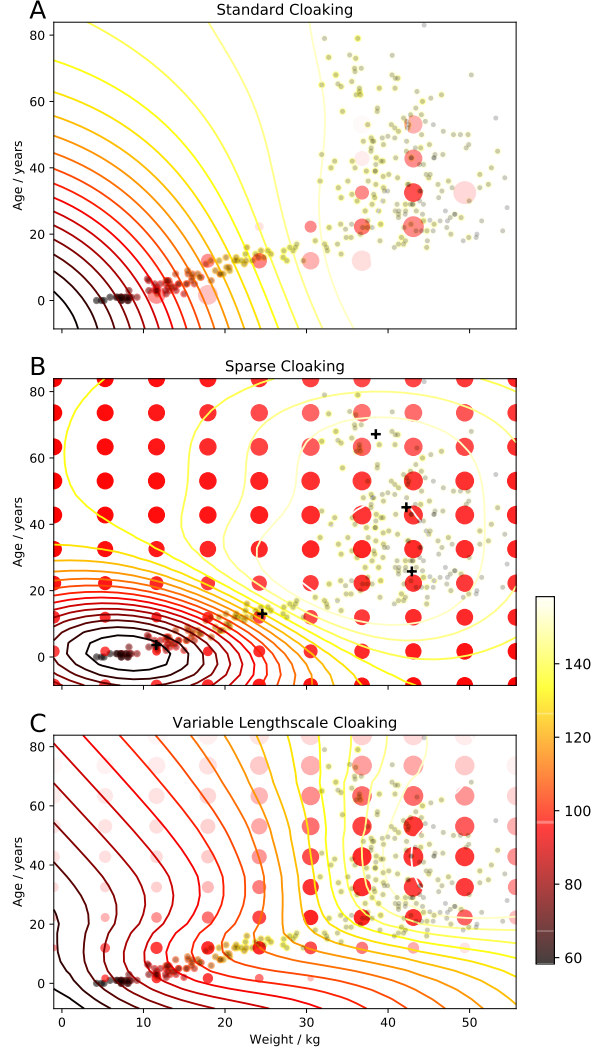 A
Standard Cloaking
80
60
40
20
0
Age / years
B
Sparse Cloaking
80
60
40
20
0
Age / years
C
Variable Lengthscale Cloaking
80
60
40
20
0
Age / years
0 10 20 30 40 50
Weight / kg
140
120
100
80
60